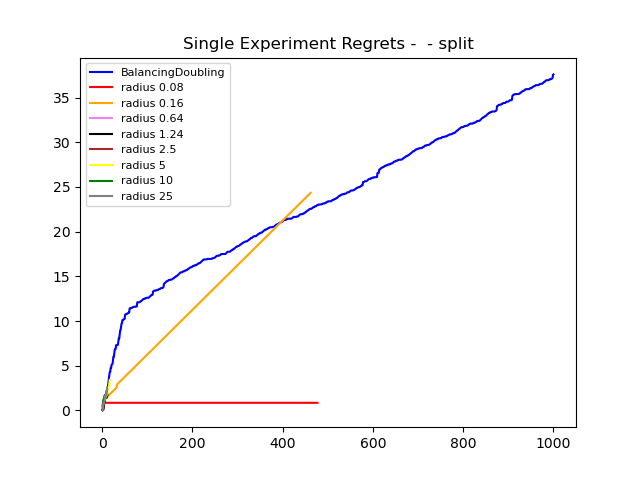 Single Experiment Regrets -  - split
BalancingDoubling
radius 0.08
radius 0.16
radius 0.64
radius 1.24
radius 2.5
radius 5
radius 10
radius 25
35
30
25
20
15
10
5
0
0 200 400 600 800 1000